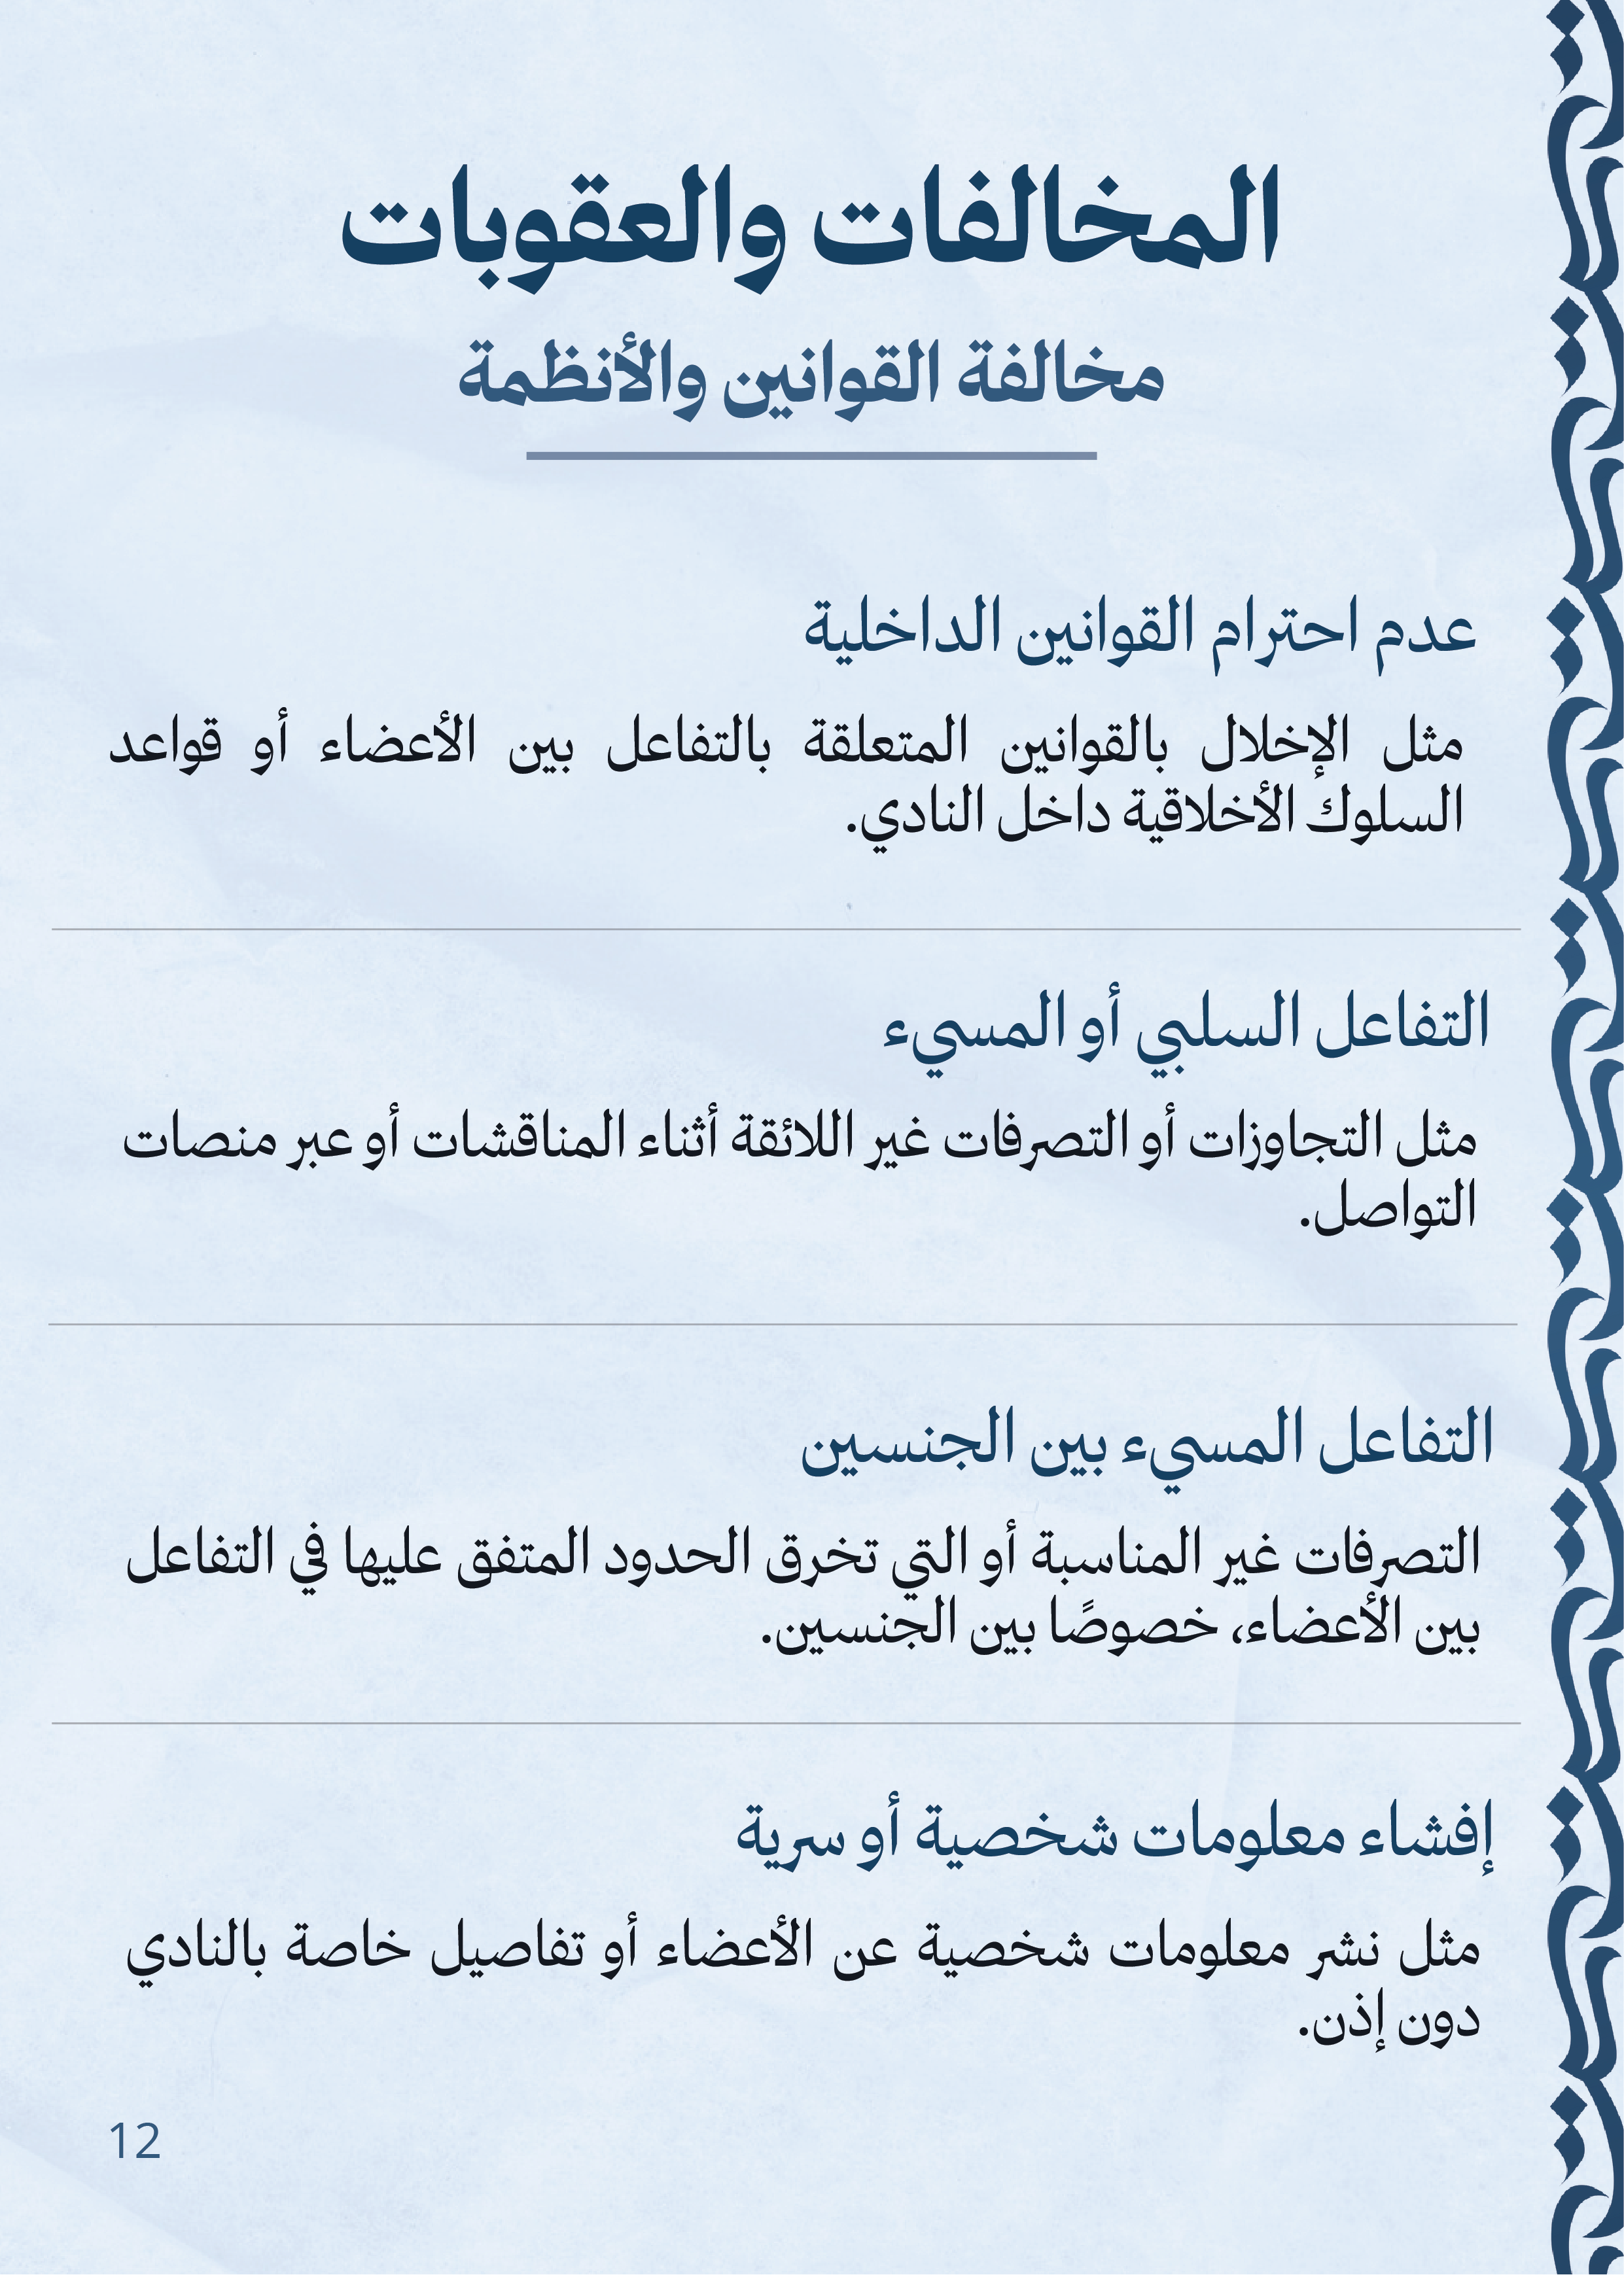 المخالفات والعقوبات
مخالفة القوانين والأنظمة
عدم احترام القوانين الداخلية
مثل الإخلال بالقوانين المتعلقة بالتفاعل بين الأعضاء أو قواعد
السلوك الأخلاقية داخل النادي.
التفاعل السلبي أو المسيء
مثل التجاوزات أو التصرفات غير اللائقة أثناء المناقشات أو عبر منصات
التواصل.
التفاعل المسيء بين الجنسين
التصرفات غير المناسبة أو التي تخرق الحدود المتفق عليها في التفاعل
بين الأعضاء، خصوصًا بين الجنسين.
إفشاء معلومات شخصية أو سرية
مثل نشر معلومات شخصية عن الأعضاء أو تفاصيل خاصة بالنادي
دون إذن.
12